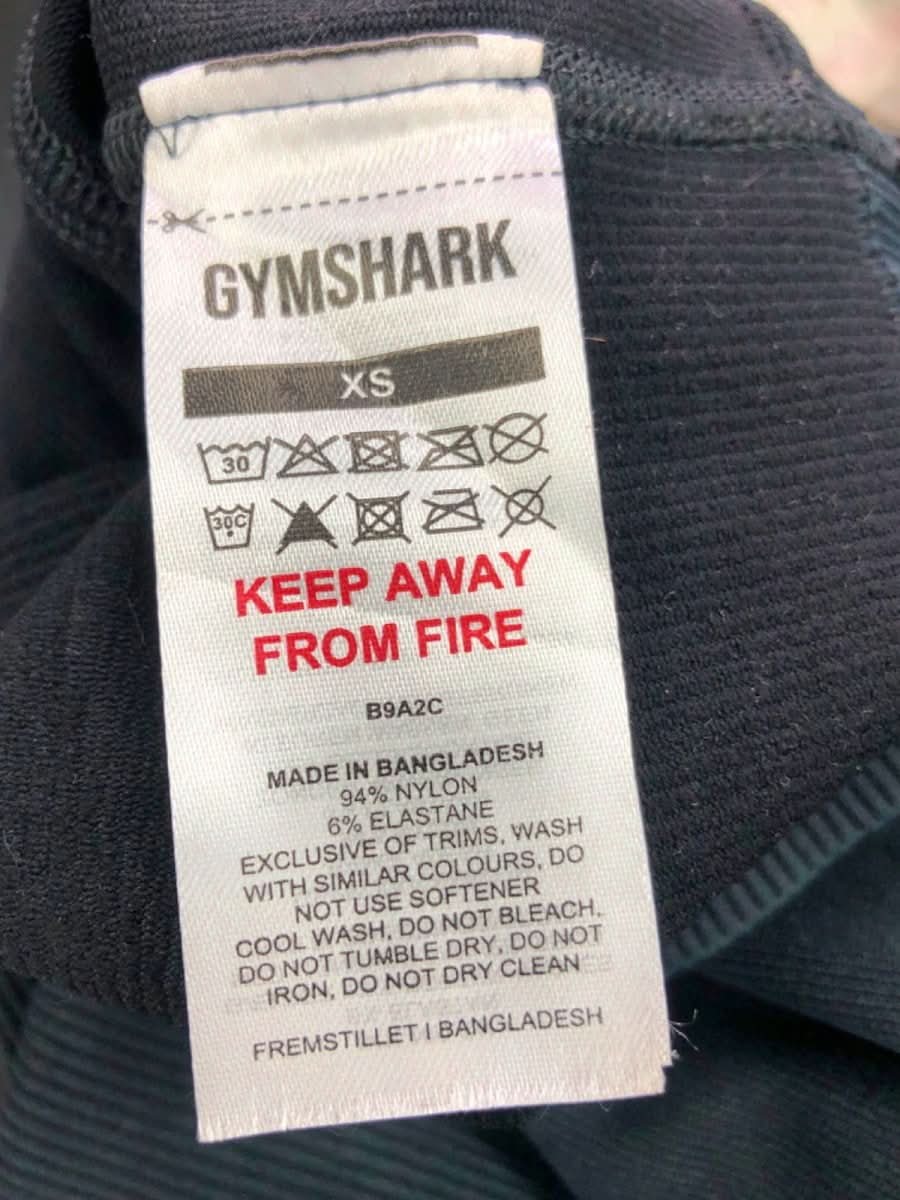 GYMSHARK
XS
30
30C
KEEP AWAY
FROM FIRE
B9A2C
MADE IN BANGLADESH
94% NYLON
6% ELASTANE
EXCLUSIVE OF TRIMS, WASH
WITH SIMILAR COLOURS, DO
NOT USE SOFTENER
COOL WASH, DO NOT BLEACH,
DO NOT TUMBLE DRY, DO NOT
IRON, DO NOT DRY CLEAN
FREMSTILLET I BANGLADESH